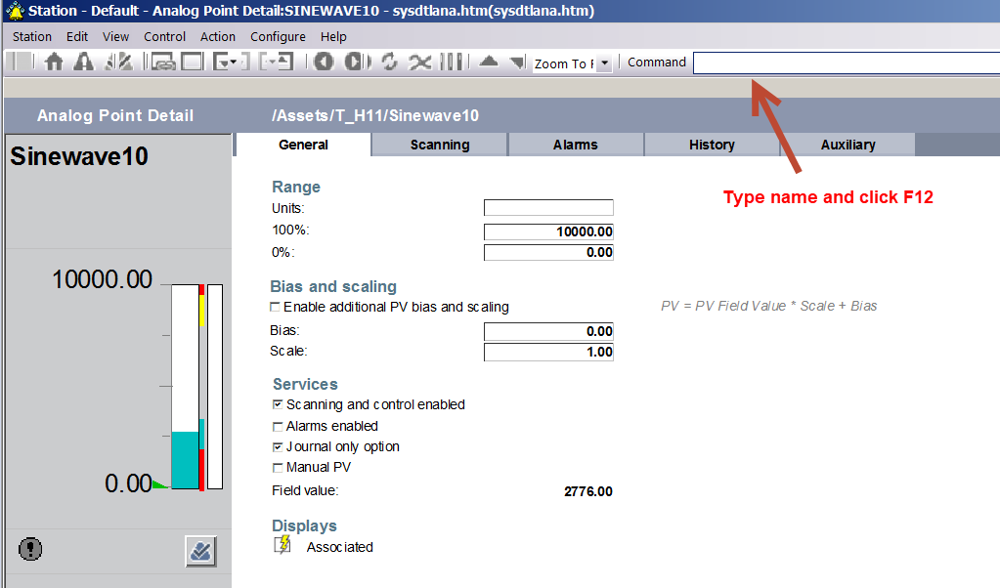 Station - Default - Analog Point Detail:SINEWAVE10 - sysdtlana.htm(sysdtlana.htm)
Station Edit View Control Action Configure Help
Zoom To F Command
Analog Point Detail /Assets/T_H11/Sinewave10
Sinewave10
General Scanning Alarms History Auxiliary
Type name and click F12
Range
Units:
100%: 10000.00
0%: 0.00
10000.00
Bias and scaling
Enable additional PV bias and scaling
PV = PV Field Value * Scale + Bias
Bias: 0.00
Scale: 1.00
Services
Scanning and control enabled
Alarms enabled
Journal only option
Manual PV
0.00
Field value: 2776.00
Displays
Associated